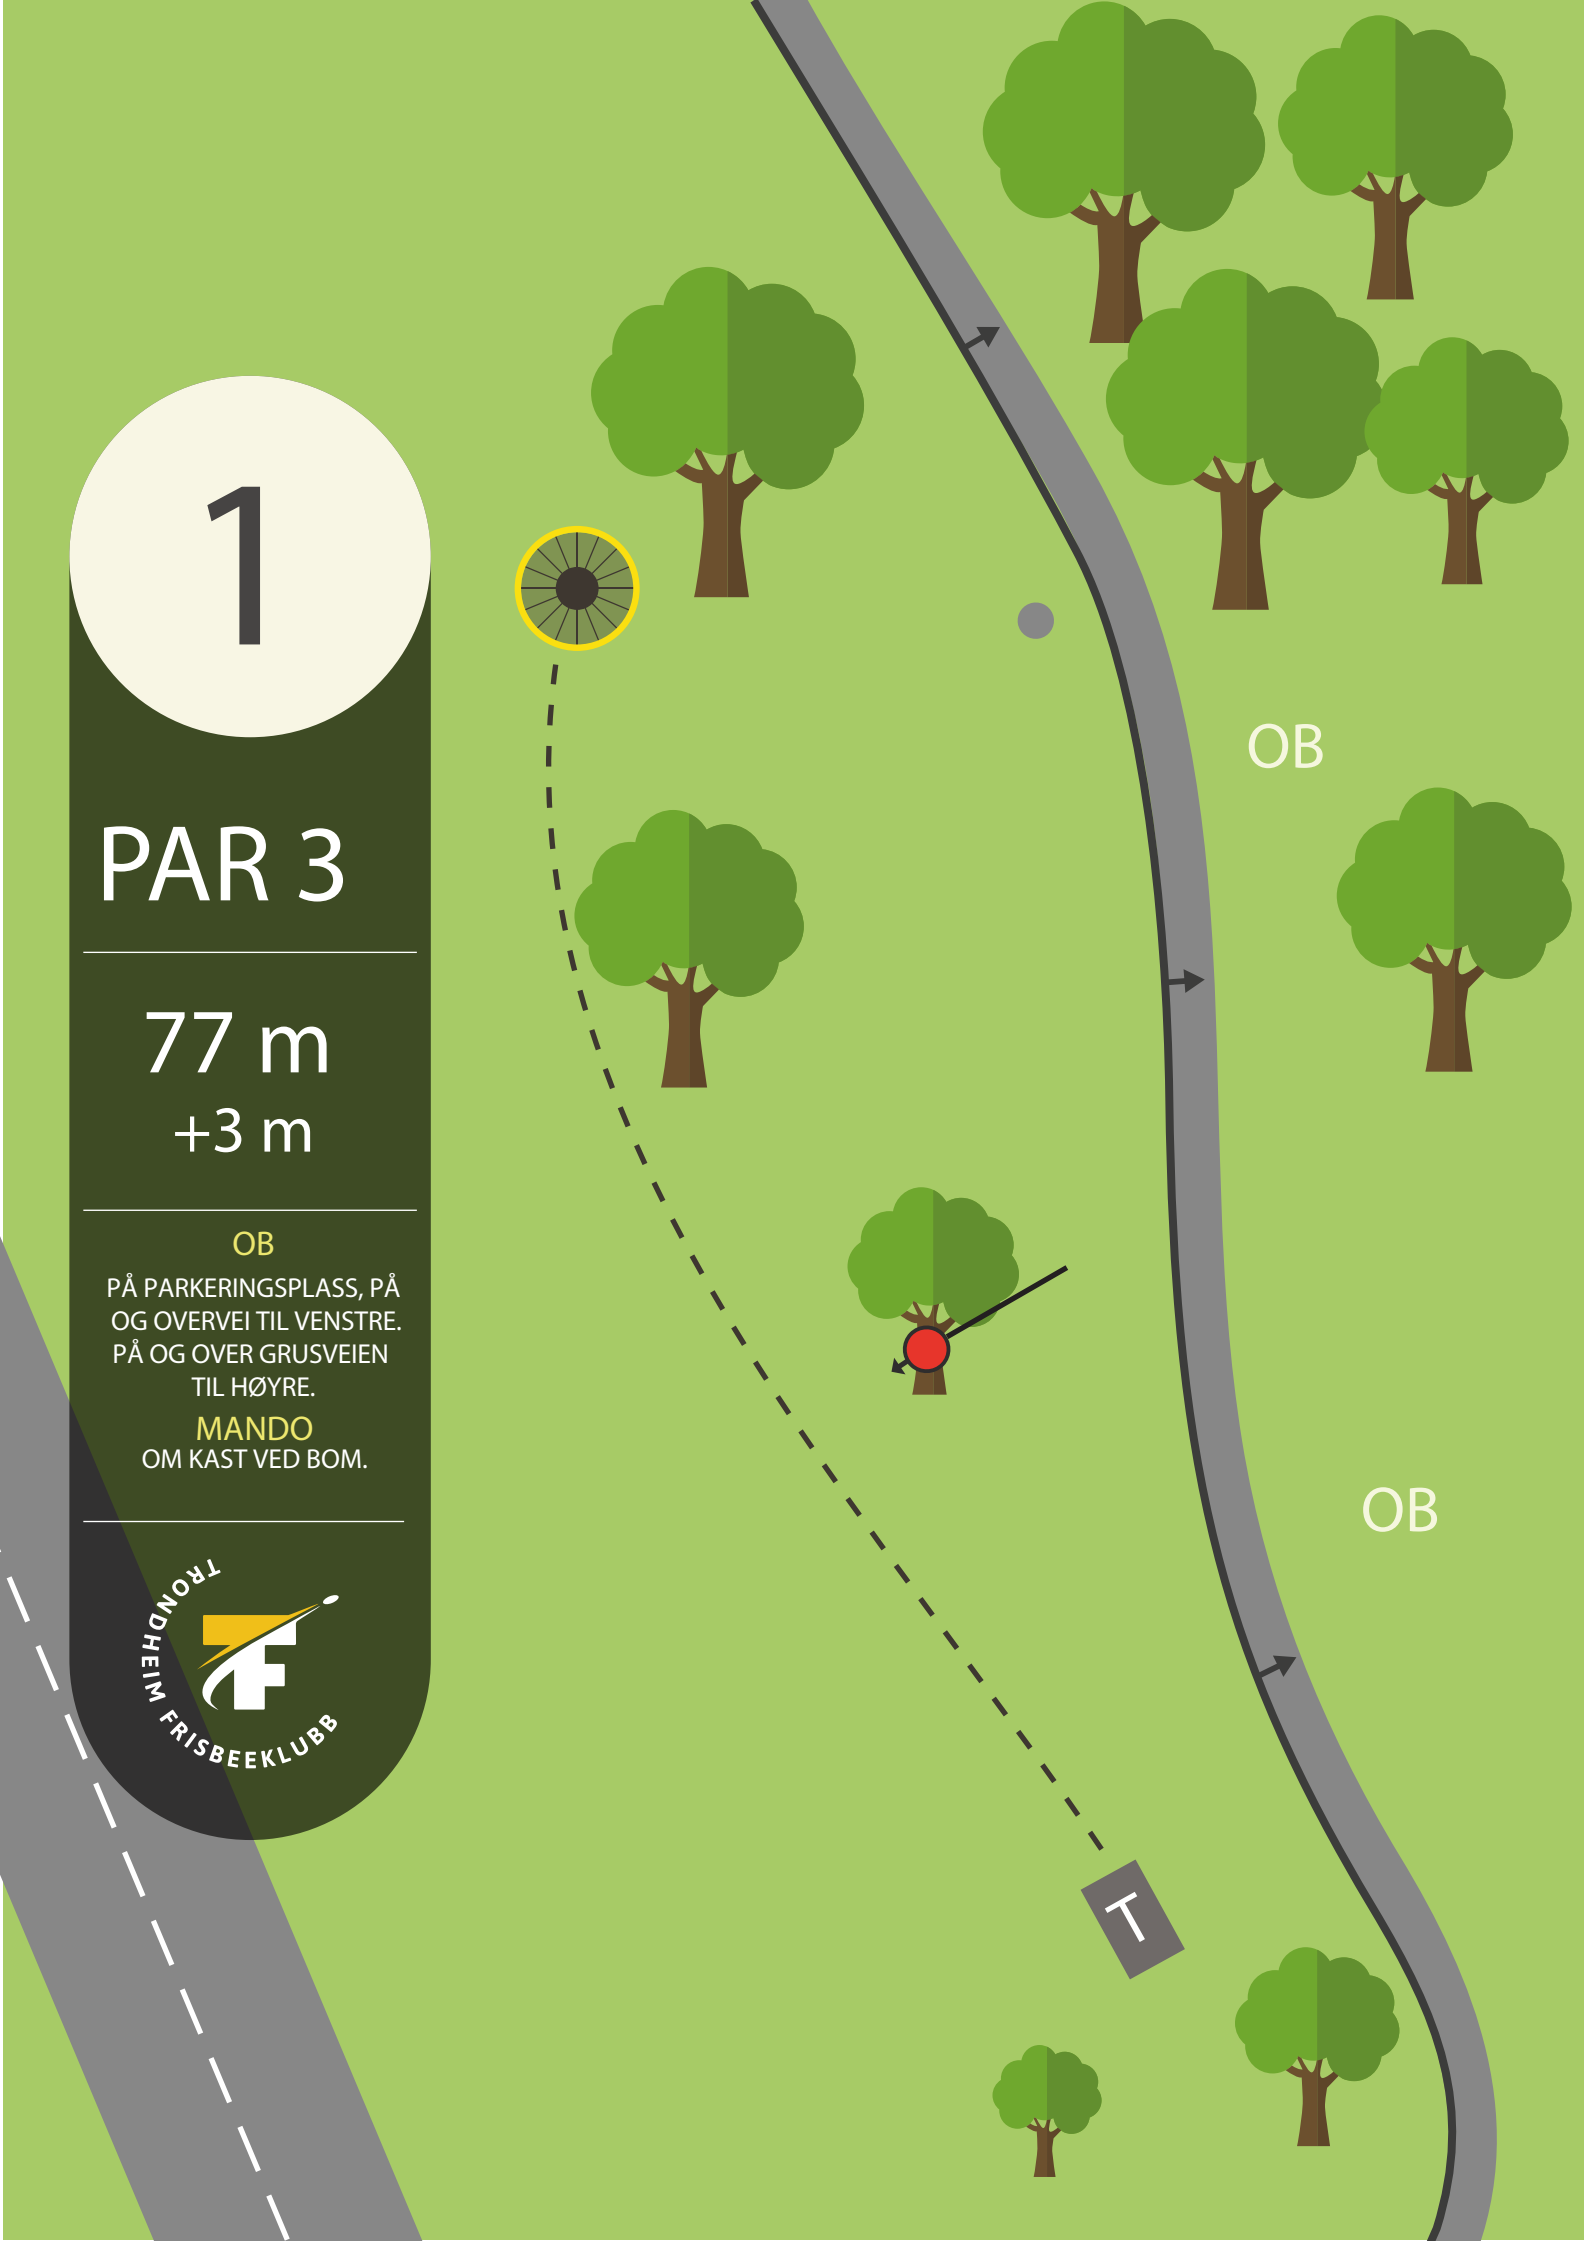 1
PAR 3
77 m
+3 m
OB
PÅ PARKERINGSPLASS, PÅ
OG OVERVEI TIL VENSTRE.
PÅ OG OVER GRUSVEIEN
TIL HØYRE.
MANDO
OM KAST VED BOM.
TRONDHEIM FRISBEEKLUBB
OB
OB
T